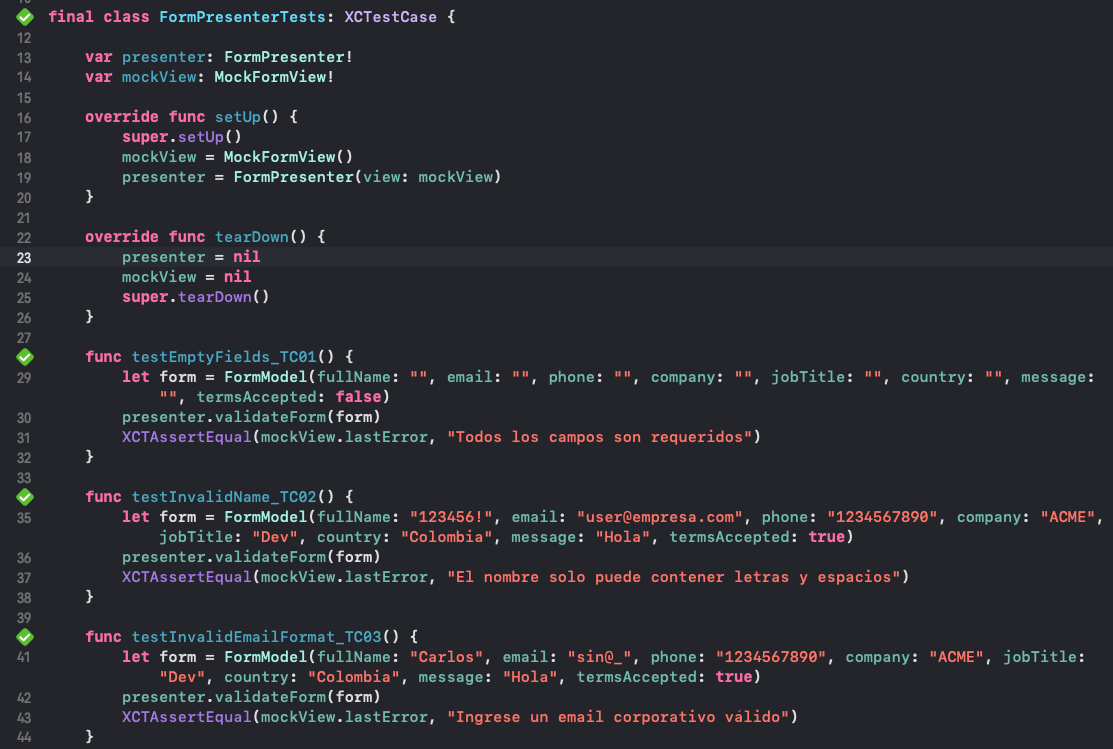 final class FormPresenterTests: XCTestCase {
12
13 var presenter: FormPresenter!
14 var mockView: MockFormView!
15
16 override func setUp() {
17 super.setUp()
18 mockView = MockFormView()
19 presenter = FormPresenter(view: mockView)
20 }
21
22 override func tearDown() {
23 presenter = nil
24 mockView = nil
25 super.tearDown()
26 }
27
func testEmptyFields_TC01() {
29 let form = FormModel(fullName: "", email: "", phone: "", company: "", jobTitle: "", country: "", message:
"", termsAccepted: false)
30 presenter.validateForm(form)
31 XCTAssertEqual(mockView.lastError, "Todos los campos son requeridos")
32 }
33
func testInvalidName_TC02() {
35 let form = FormModel(fullName: "123456!", email: "user@empresa.com", phone: "1234567890", company: "ACME",
jobTitle: "Dev", country: "Colombia", message: "Hola", termsAccepted: true)
36 presenter.validateForm(form)
37 XCTAssertEqual(mockView.lastError, "El nombre solo puede contener letras y espacios")
38 }
39
func testInvalidEmailFormat_TC03() {
41 let form = FormModel(fullName: "Carlos", email: "sin@_", phone: "1234567890", company: "ACME", jobTitle:
"Dev", country: "Colombia", message: "Hola", termsAccepted: true)
42 presenter.validateForm(form)
43 XCTAssertEqual(mockView.lastError, "Ingrese un email corporativo válido")
44 }